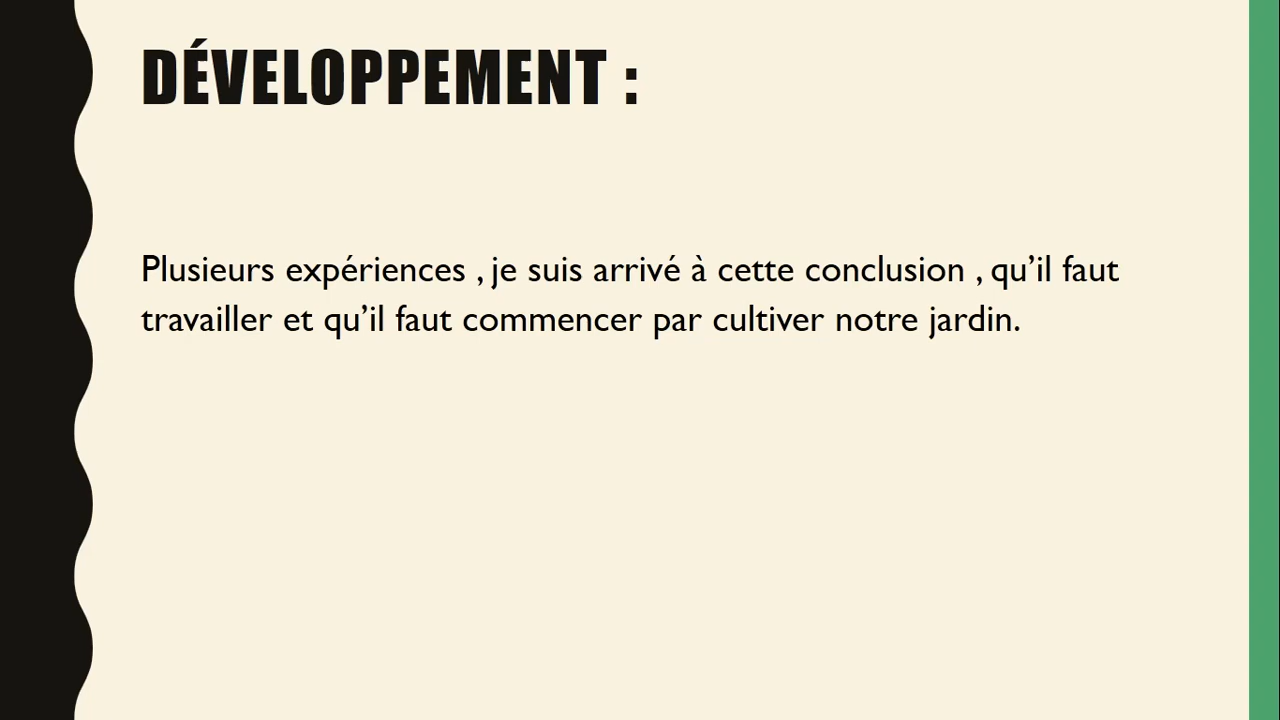 DÉVELOPPEMENT :
Plusieurs expériences , je suis arrivé à cette conclusion , qu’il faut
travailler et qu’il faut commencer par cultiver notre jardin.